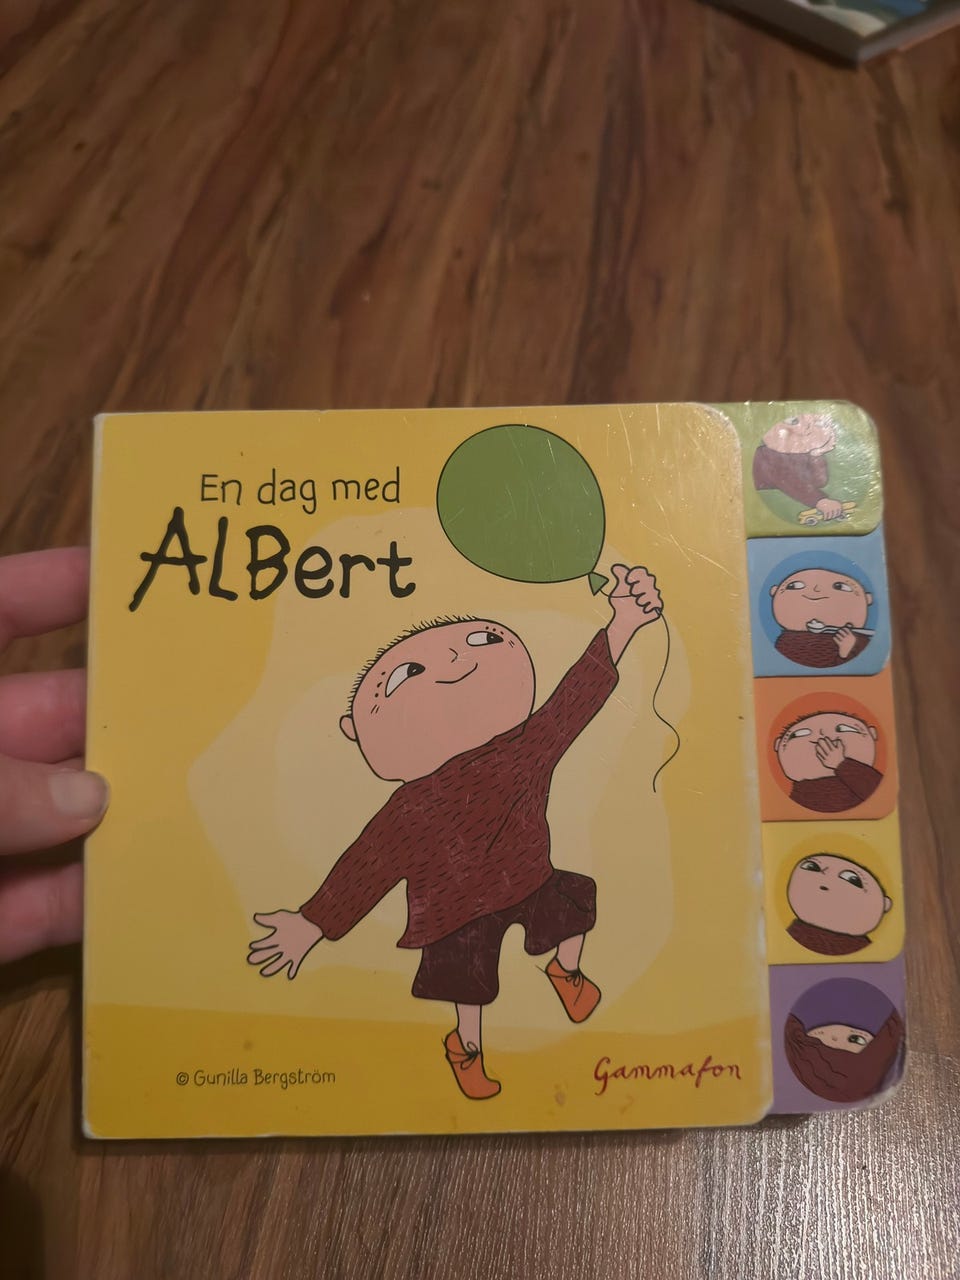 En dag med
ALBert
© Gunilla Bergström
Gammafon